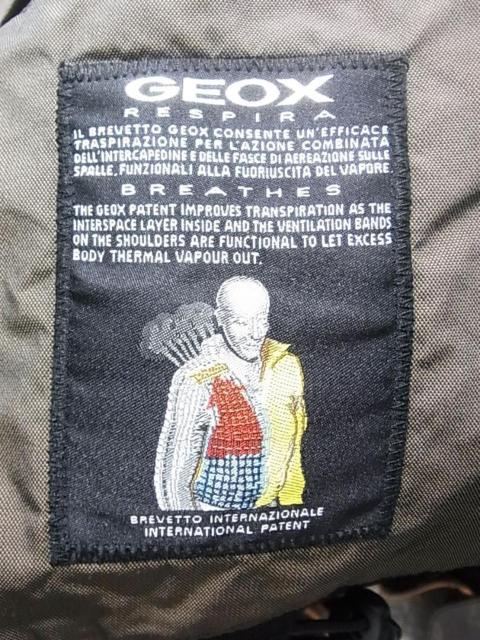 GEOX
RESPIRA
IL BREVETTO GEOX CONSENTE UN'EFFICACE
TRASPIRAZIONE PER L'AZIONE COMBINATA
DELL'INTERCAPEDINE E DELLE FASCE DI AEREAZIONE SULLE
SPALLE, FUNZIONALI ALLA FUORIUSCITA DEL VAPORE.
BREATHES
THE GEOX PATENT IMPROVES TRANSPIRATION AS THE
INTERSPACE LAYER INSIDE AND THE VENTILATION BANDS
ON THE SHOULDERS ARE FUNCTIONAL TO LET EXCESS
BODY THERMAL VAPOUR OUT.
BREVETTO INTERNAZIONALE
INTERNATIONAL PATENT